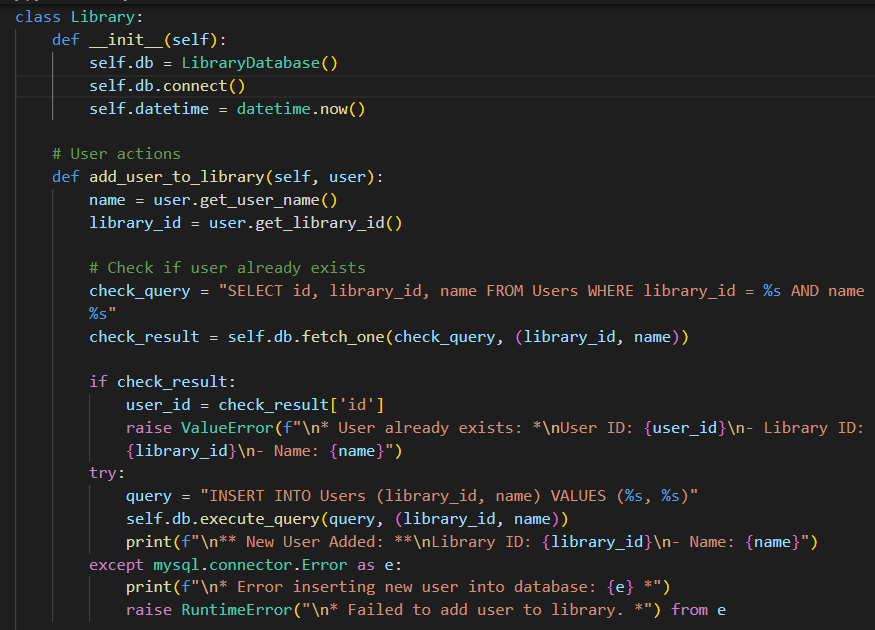 class Library:
    def __init__(self):
        self.db = LibraryDatabase()
        self.db.connect()
        self.datetime = datetime.now()

    # User actions
    def add_user_to_library(self, user):
        name = user.get_user_name()
        library_id = user.get_library_id()

        # Check if user already exists
        check_query = "SELECT id, library_id, name FROM Users WHERE library_id = %s AND name
        %s"
        check_result = self.db.fetch_one(check_query, (library_id, name))

        if check_result:
            user_id = check_result['id']
            raise ValueError(f"\n* User already exists: *\nUser ID: {user_id}\n- Library ID:
            {library_id}\n- Name: {name}")
        try:
            query = "INSERT INTO Users (library_id, name) VALUES (%s, %s)"
            self.db.execute_query(query, (library_id, name))
            print(f"\n** New User Added: **\nLibrary ID: {library_id}\n- Name: {name}")
        except mysql.connector.Error as e:
            print(f"\n* Error inserting new user into database: {e} *")
            raise RuntimeError("\n* Failed to add user to library. *") from e